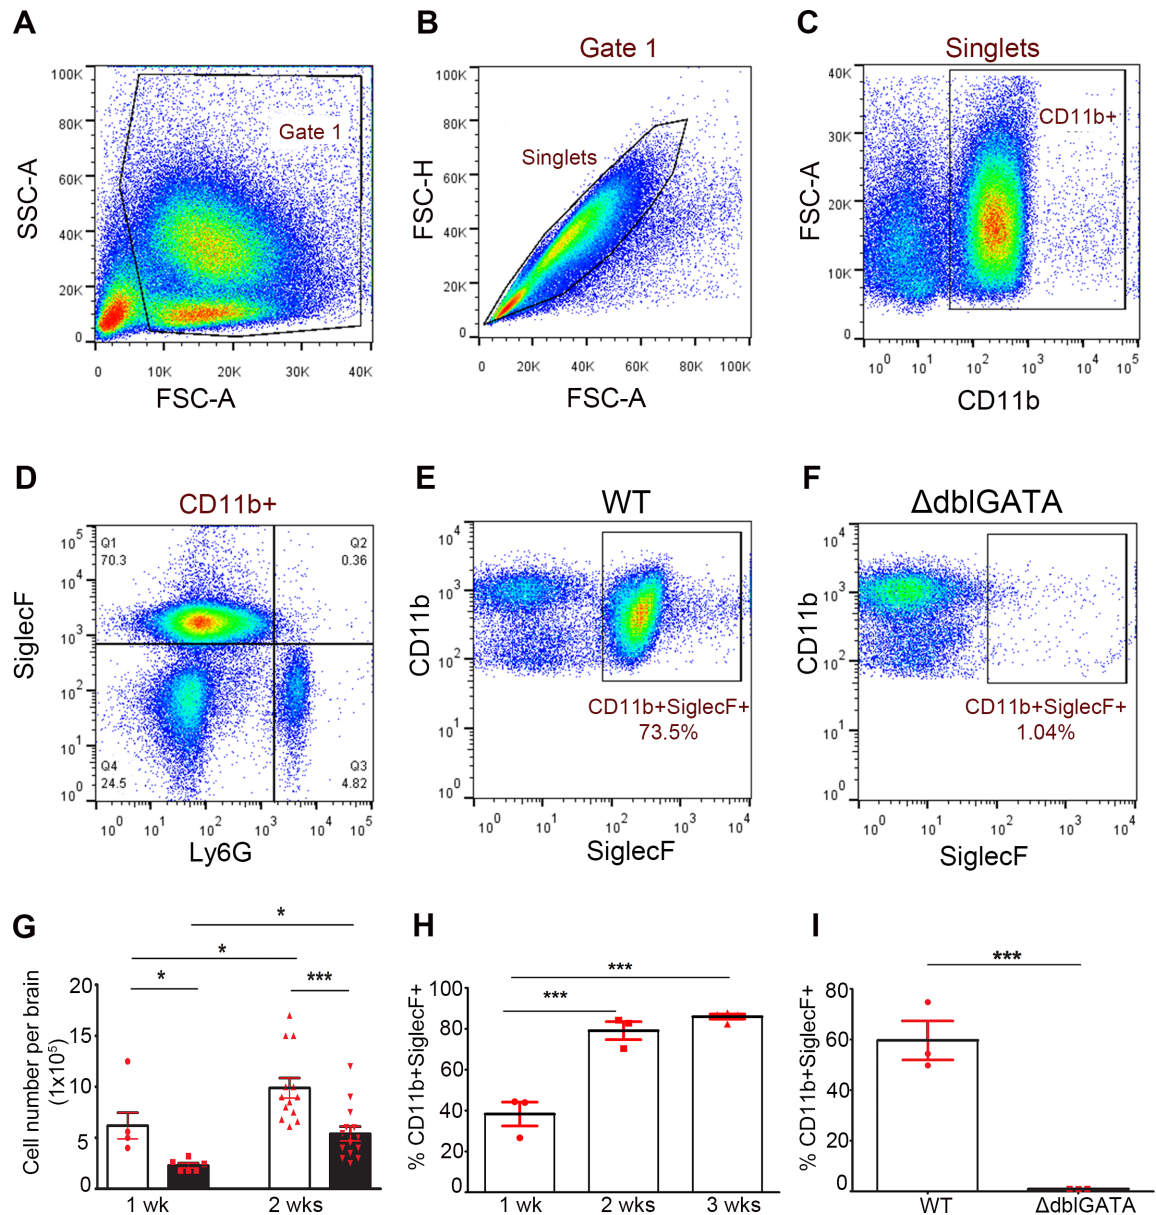 A
SSC-A
100K
80K
60K
40K
20K
0
Gate 1
0 10K 20K 30K 40K
FSC-A
B
Gate 1
FSC-H
100K
80K
60K
40K
20K
0
Singlets
0 20K 40K 60K 80K 100K
FSC-A
C
Singlets
FSC-A
40K
30K
20K
10K
0
CD11b+
10^0 10^1 10^2 10^3 10^4 10^5
CD11b
D
CD11b+
SiglecF
10^5
10^4
10^3
10^2
10^1
10^0
Q1
70.3
Q2
0.36
Q4
24.5
Q3
4.82
10^0 10^1 10^2 10^3 10^4 10^5
Ly6G
E
WT
CD11b
10^4
10^3
10^2
10^1
10^0
CD11b+SiglecF+
73.5%
10^0 10^1 10^2 10^3 10^4
SiglecF
F
ΔdblGATA
CD11b
10^4
10^3
10^2
10^1
10^0
CD11b+SiglecF+
1.04%
10^0 10^1 10^2 10^3 10^4
SiglecF
G
Cell number per brain
(1x10^5)
20
15
10
5
0
*
*
*
***
1 wk 2 wks
H
% CD11b+SiglecF+
100
80
60
40
20
0
***
***
1 wk 2 wks 3 wks
I
% CD11b+SiglecF+
80
60
40
20
0
***
WT ΔdblGATA